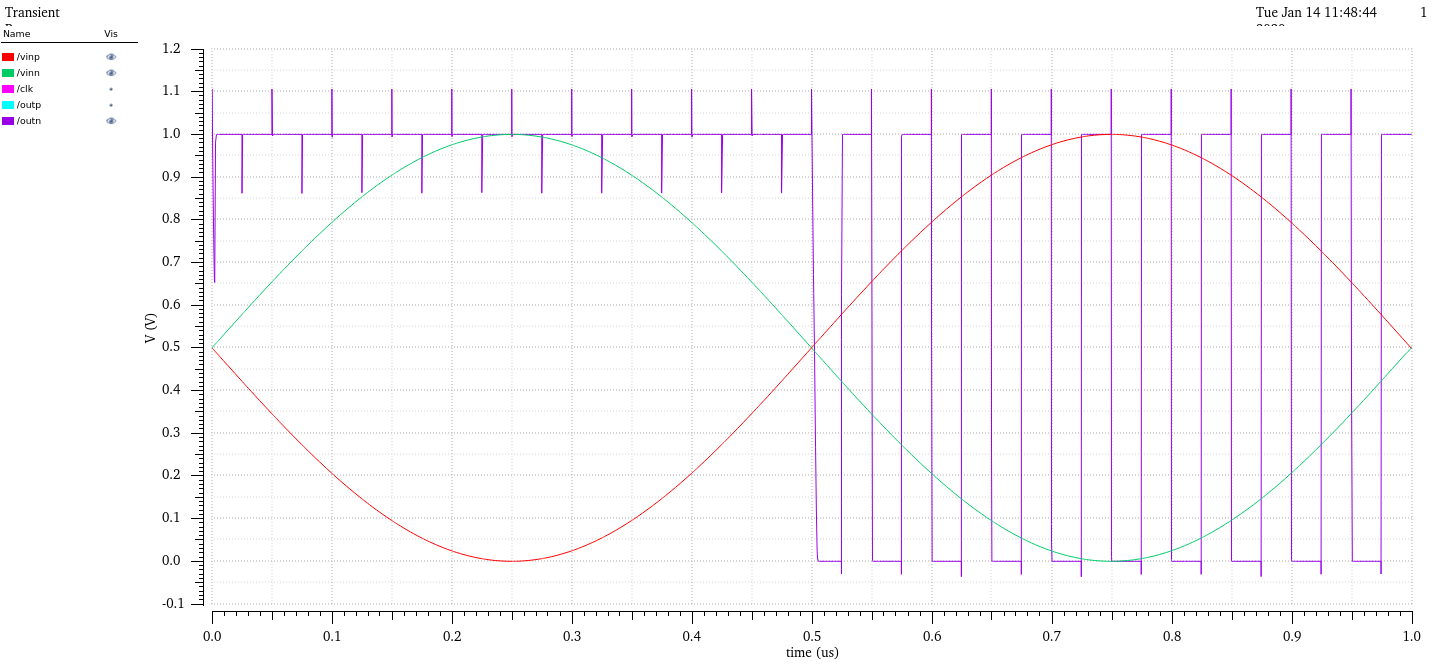 Transient
Tue Jan 14 11:48:44 1
Name Vis
/vinp
/vinn
/clk
/outp
/outn
1.2
1.1
1.0
0.9
0.8
0.7
0.6
0.5
0.4
0.3
0.2
0.1
0.0
-0.1
V (V)
0.0 0.1 0.2 0.3 0.4 0.5 0.6 0.7 0.8 0.9 1.0
time (us)